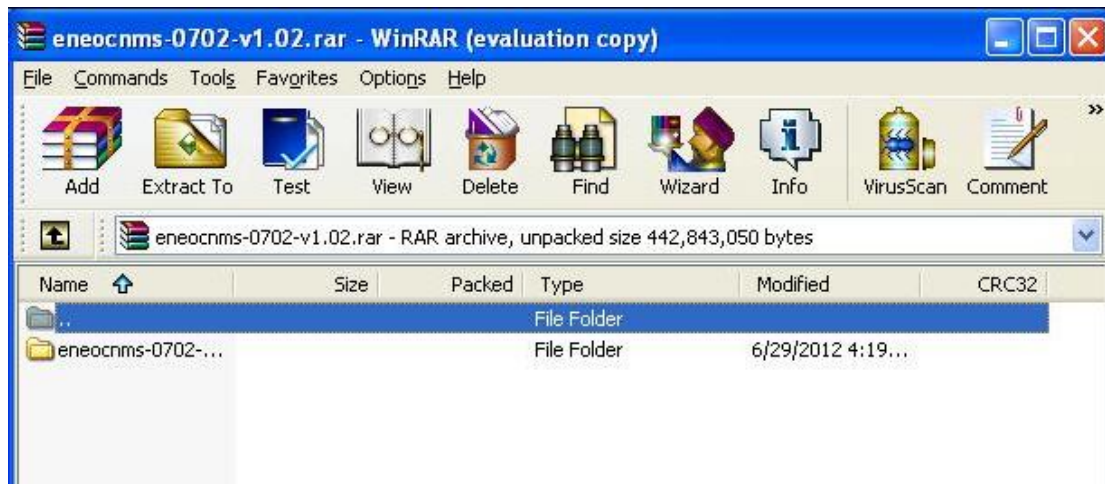 eneocnms-0702-v1.02.rar - WinRAR (evaluation copy)
File Commands Tools Favorites Options Help
Add Extract To Test View Delete Find Wizard Info VirusScan Comment
eneocnms-0702-v1.02.rar - RAR archive, unpacked size 442,843,050 bytes
Name Size Packed Type Modified CRC32
.. File Folder
eneocnms-0702-... File Folder 6/29/2012 4:19...